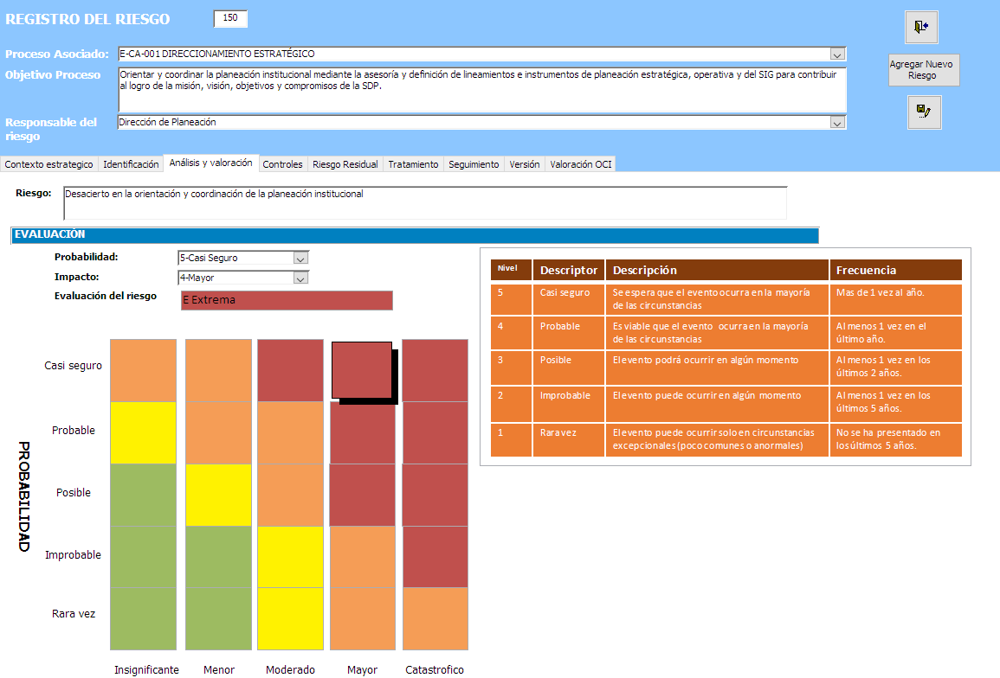 REGISTRO DEL RIESGO
150
Proceso Asociado:
E-CA-001 DIRECCIONAMIENTO ESTRATÉGICO
Objetivo Proceso
Orientar y coordinar la planeación institucional mediante la asesoría y definición de lineamientos e instrumentos de planeación estratégica, operativa y del SIG para contribuir
al logro de la misión, visión, objetivos y compromisos de la SDP.
Agregar Nuevo
Riesgo
Responsable del
riesgo
Dirección de Planeación
Contexto estrategico
Identificación
Análisis y valoración
Controles
Riesgo Residual
Tratamiento
Seguimiento
Versión
Valoración OCI
Riesgo:
Desacierto en la orientación y coordinación de la planeación institucional
EVALUACIÓN
Probabilidad:
5-Casi Seguro
Impacto:
4-Mayor
Evaluación del riesgo
E Extrema
Nivel
Descriptor
Descripción
Frecuencia
5
Casi seguro
Se espera que el evento ocurra en la mayoría
de las circunstancias
Mas de 1 vez al año.
4
Probable
Es viable que el evento ocurra en la mayoría
de las circunstancias
Al menos 1 vez en el
último año.
3
Posible
El evento podrá ocurrir en algún momento
Al menos 1 vez en los
últimos 2 años.
2
Improbable
El evento puede ocurrir en algún momento
Al menos 1 vez en los
últimos 5 años.
1
Rara vez
El evento puede ocurrir solo en circunstancias
excepcionales (poco comunes o anormales)
No se ha presentado en
los últimos 5 años.
PROBABILIDAD
Casi seguro
Probable
Posible
Improbable
Rara vez
Insignificante
Menor
Moderado
Mayor
Catastrofico